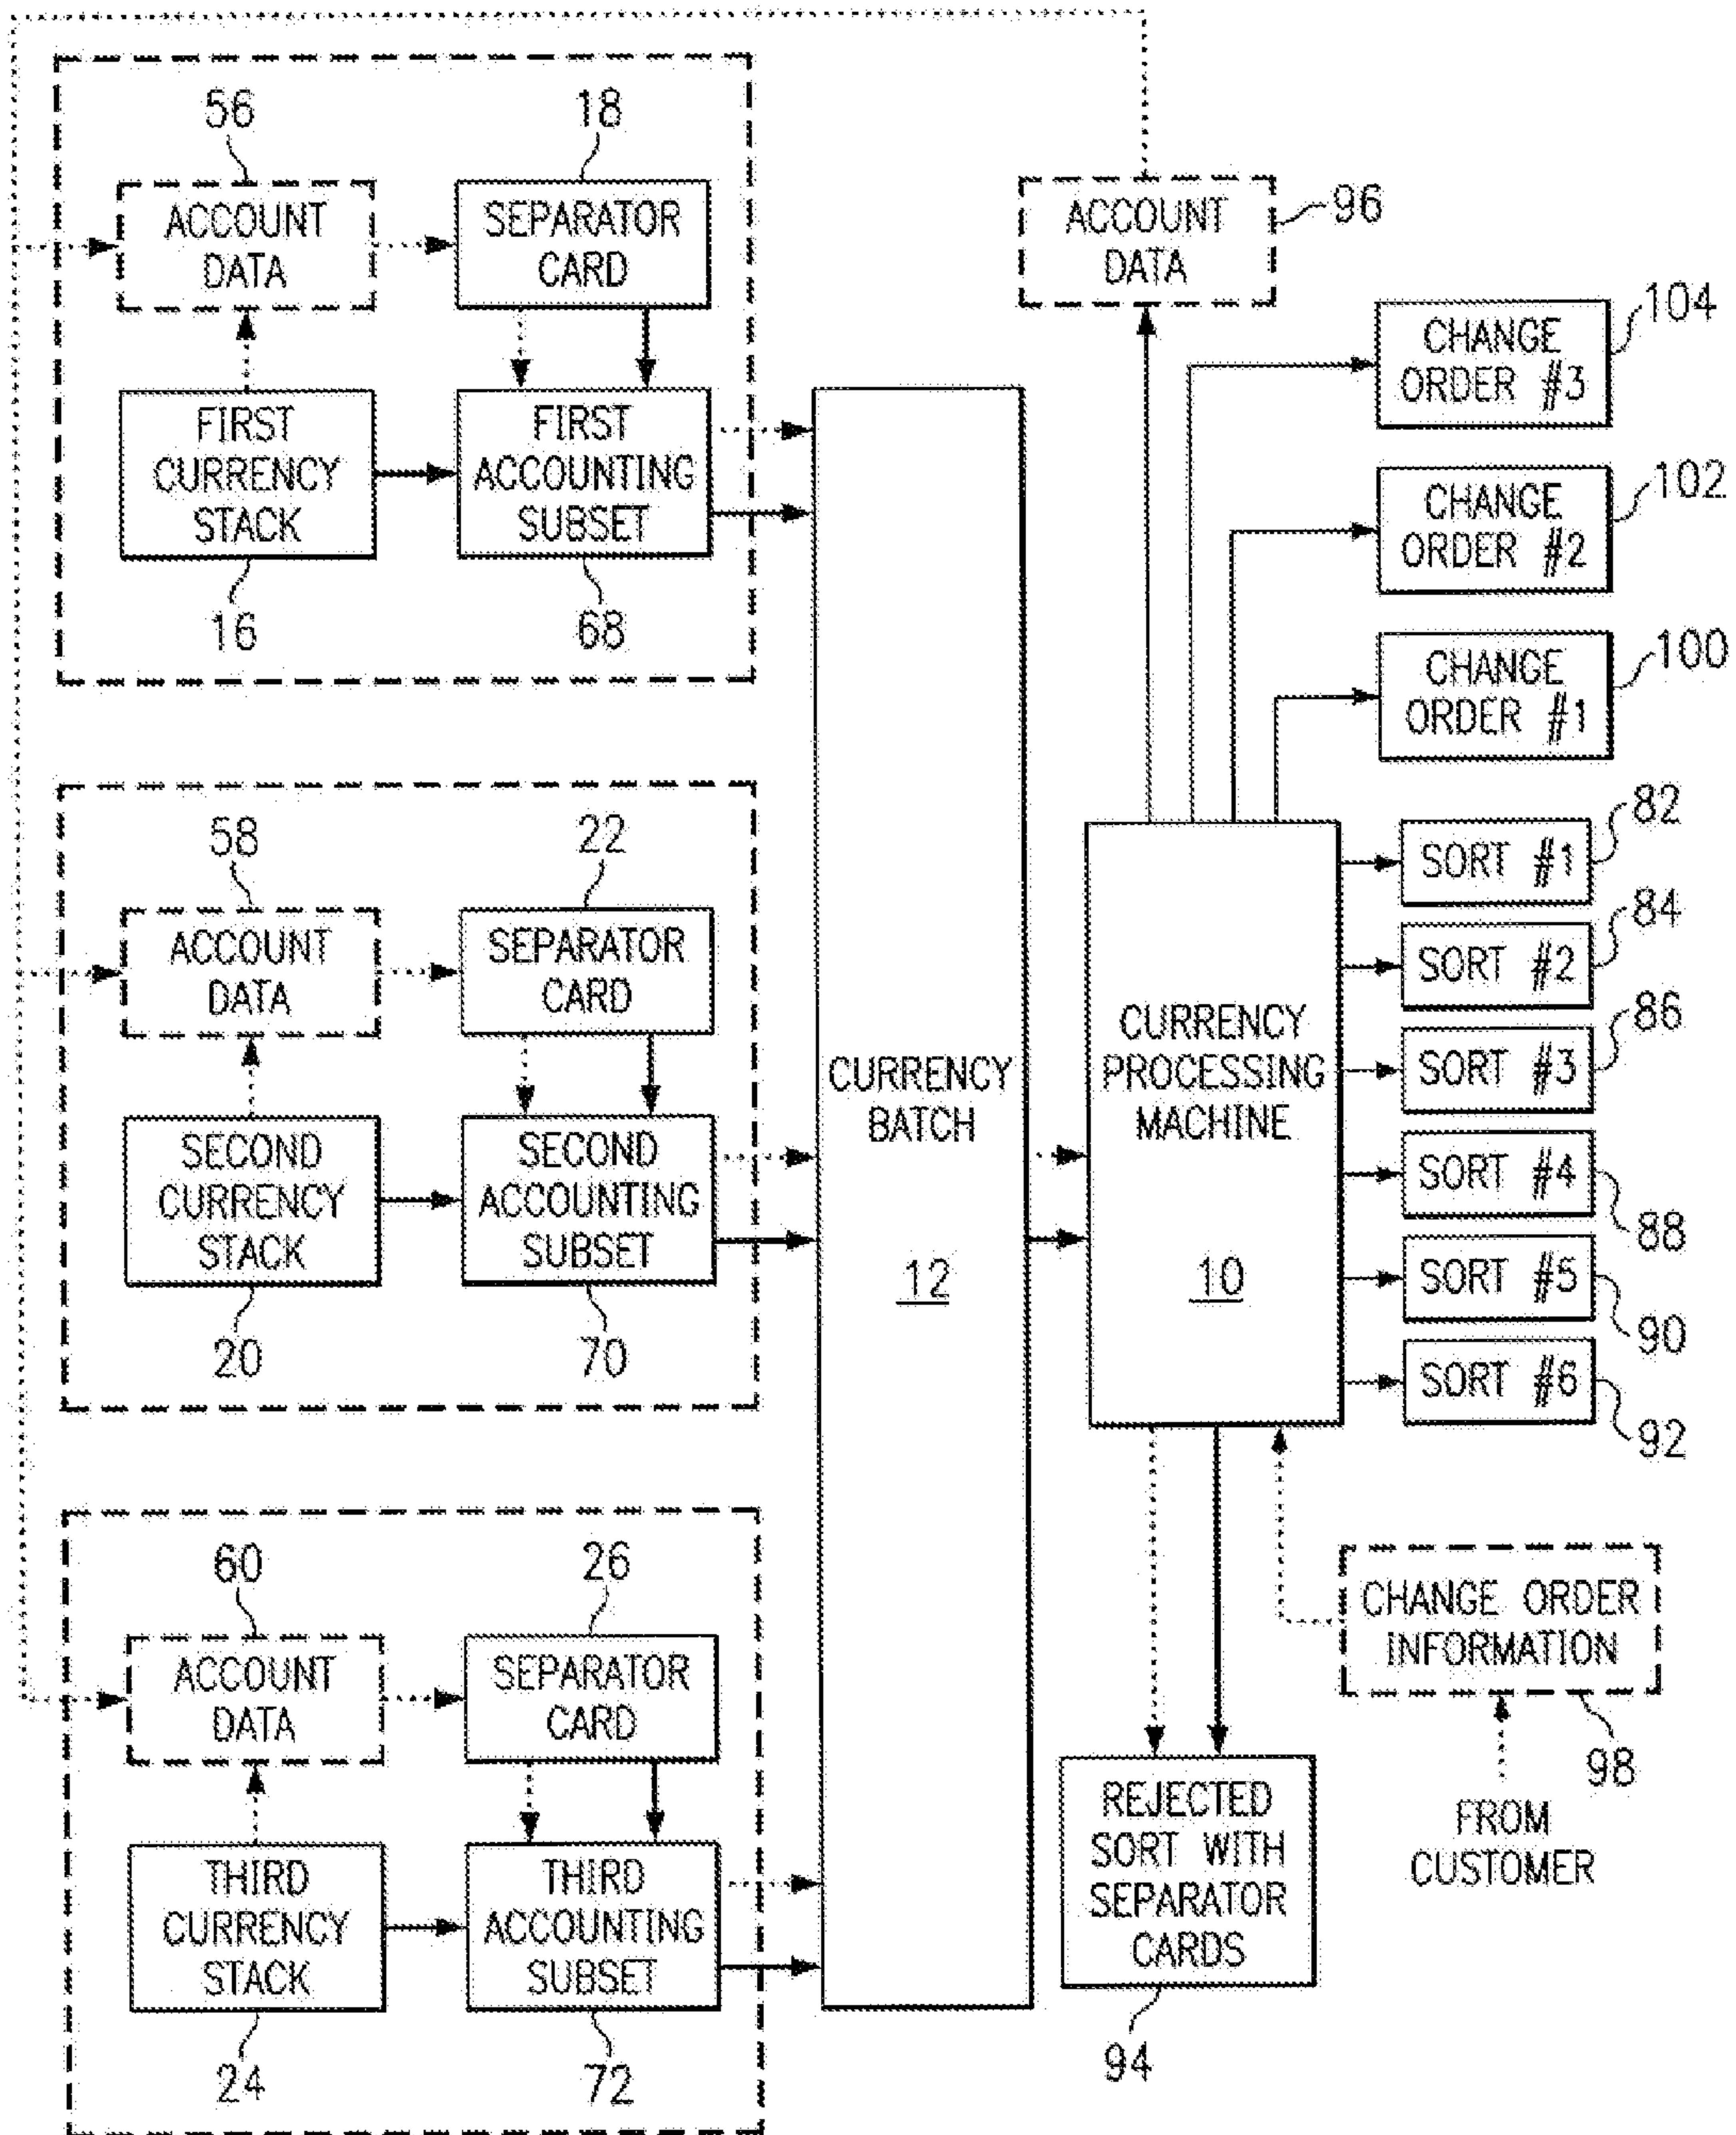 56
18
ACCOUNT
DATA
SEPARATOR
CARD
FIRST
CURRENCY
STACK
FIRST
ACCOUNTING
SUBSET
16
68
58
22
ACCOUNT
DATA
SEPARATOR
CARD
SECOND
CURRENCY
STACK
SECOND
ACCOUNTING
SUBSET
20
70
60
26
ACCOUNT
DATA
SEPARATOR
CARD
THIRD
CURRENCY
STACK
THIRD
ACCOUNTING
SUBSET
24
72
CURRENCY
BATCH
12
ACCOUNT
DATA
96
CHANGE
ORDER #3
104
CHANGE
ORDER #2
102
CHANGE
ORDER #1
100
CURRENCY
PROCESSING
MACHINE
10
SORT #1
82
SORT #2
84
SORT #3
86
SORT #4
88
SORT #5
90
SORT #6
92
CHANGE ORDER
INFORMATION
98
FROM
CUSTOMER
REJECTED
SORT WITH
SEPARATOR
CARDS
94